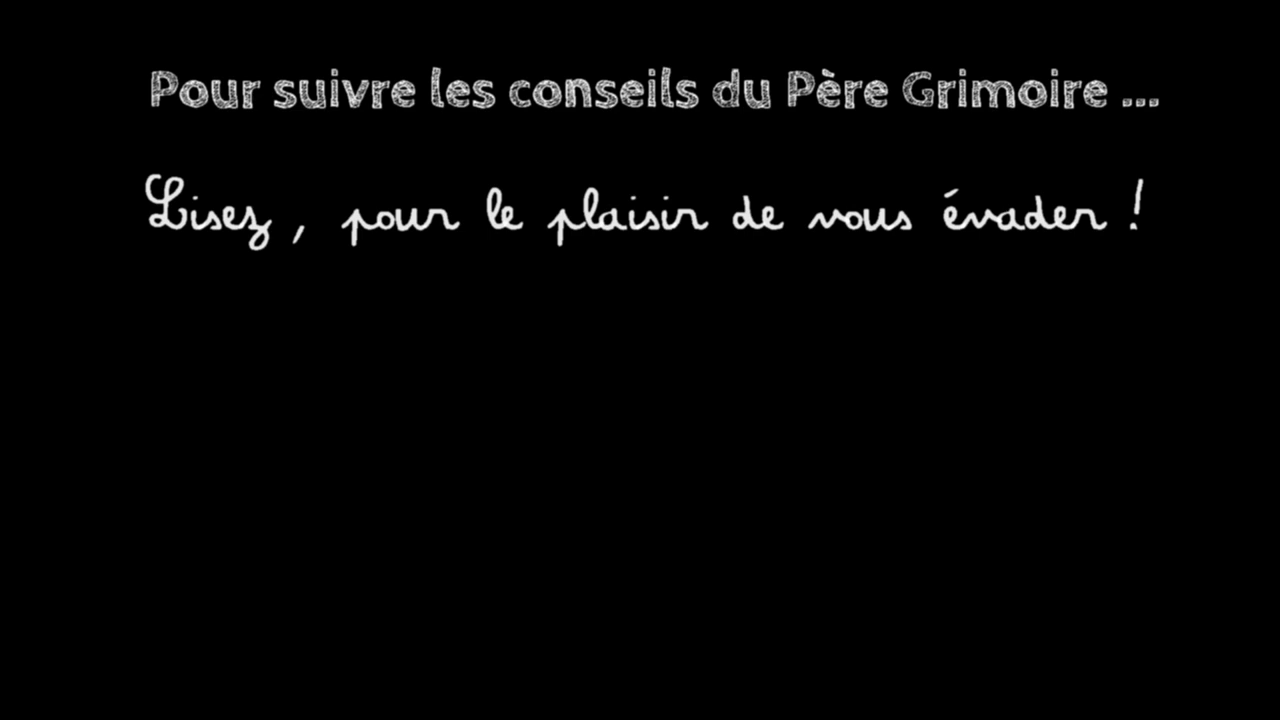 Pour suivre les conseils du Père Grimoire ...
Lisez , pour le plaisir de vous évader !